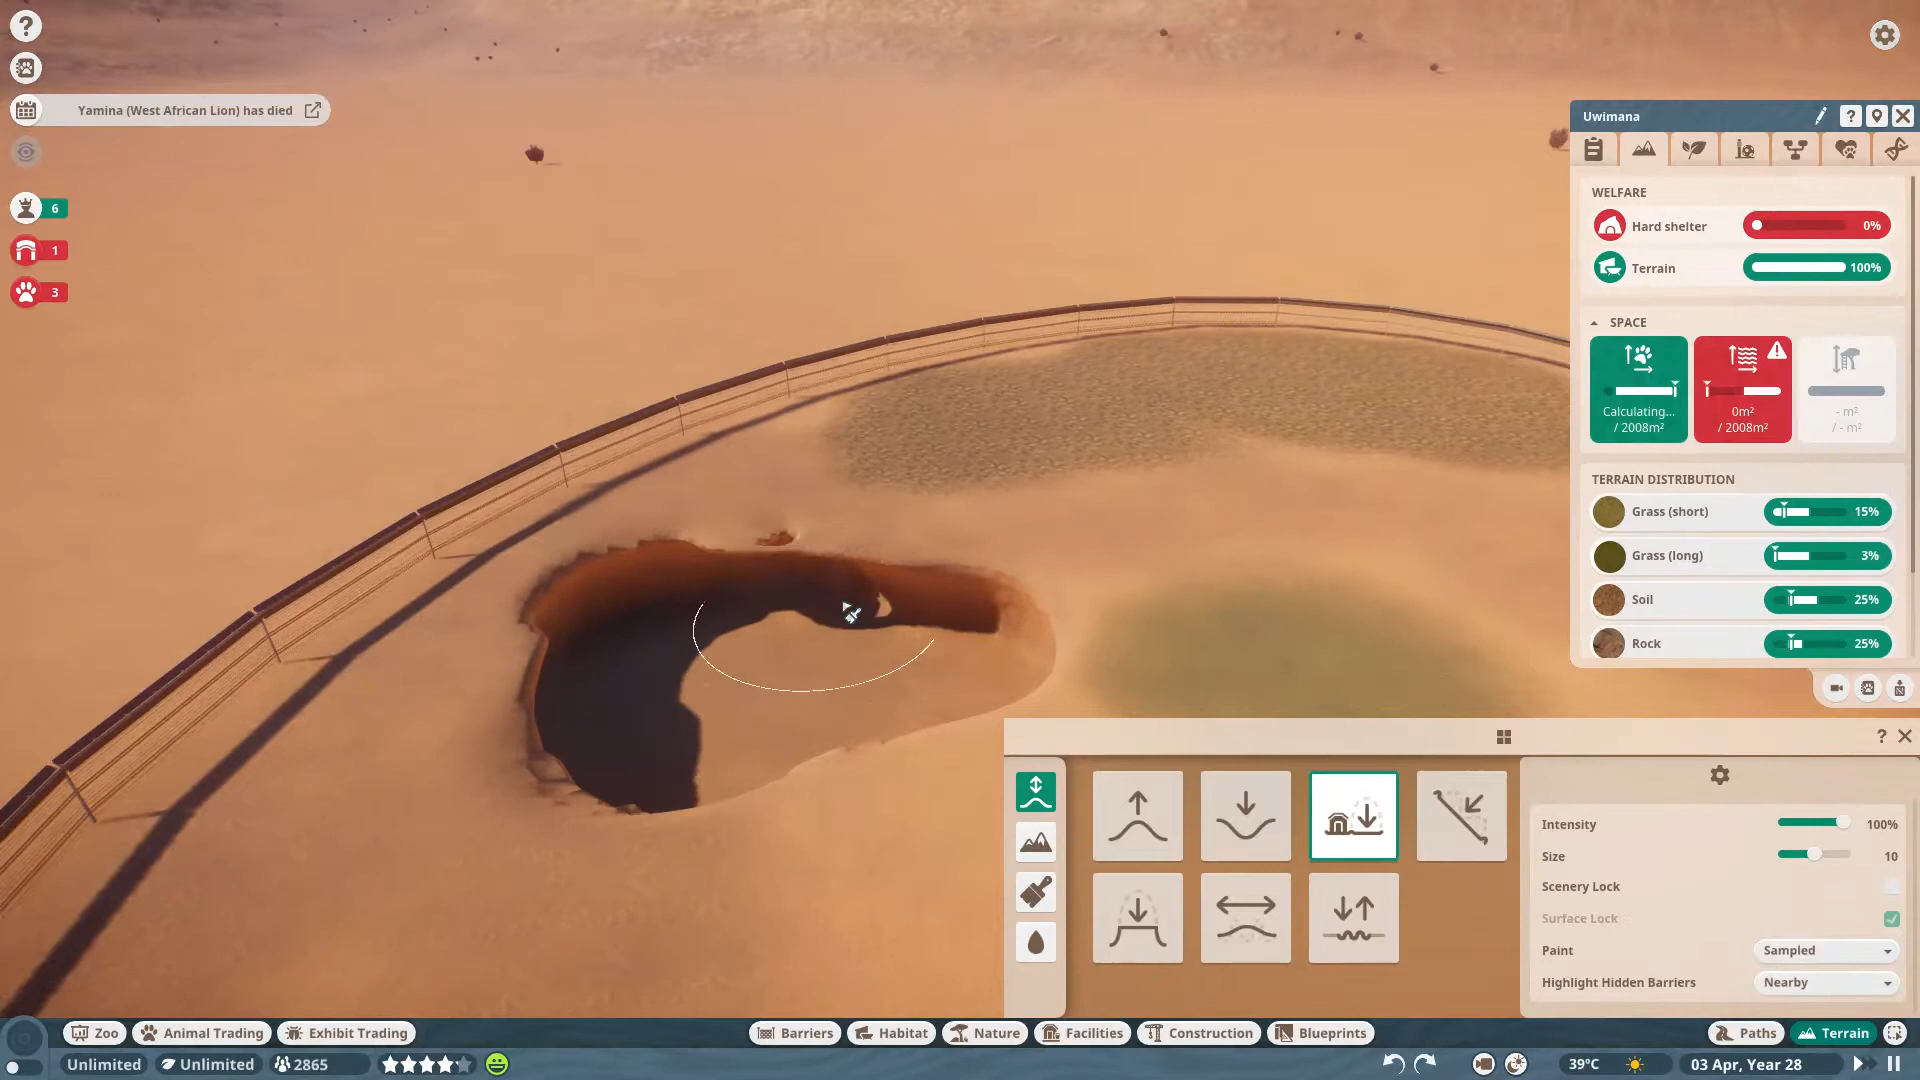 ?
Yamina (West African Lion) has died
6
1
3
Uwimana
?
WELFARE
Hard shelter
0%
Terrain
100%
SPACE
Calculating...
/ 2008m²
0m²
/ 2008m²
- m²
/ - m²
TERRAIN DISTRIBUTION
Grass (short)
15%
Grass (long)
3%
Soil
25%
Rock
25%
?
Intensity
100%
Size
10
Scenery Lock
Surface Lock
Paint
Sampled
Highlight Hidden Barriers
Nearby
Zoo
Animal Trading
Exhibit Trading
Barriers
Habitat
Nature
Facilities
Construction
Blueprints
Paths
Terrain
Unlimited
Unlimited
2865
39°C
03 Apr, Year 28